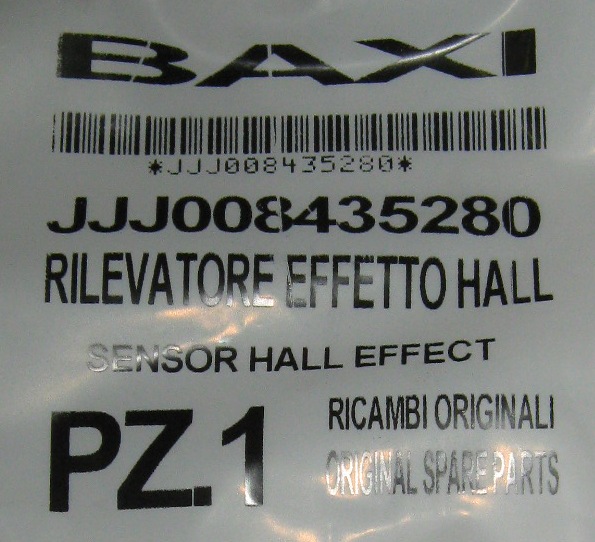 BAXI
*JJJ008435280*
JJJ008435280
RILEVATORE EFFETTO HALL
SENSOR HALL EFFECT
PZ.1
RICAMBI ORIGINALI
ORIGINAL SPARE PARTS